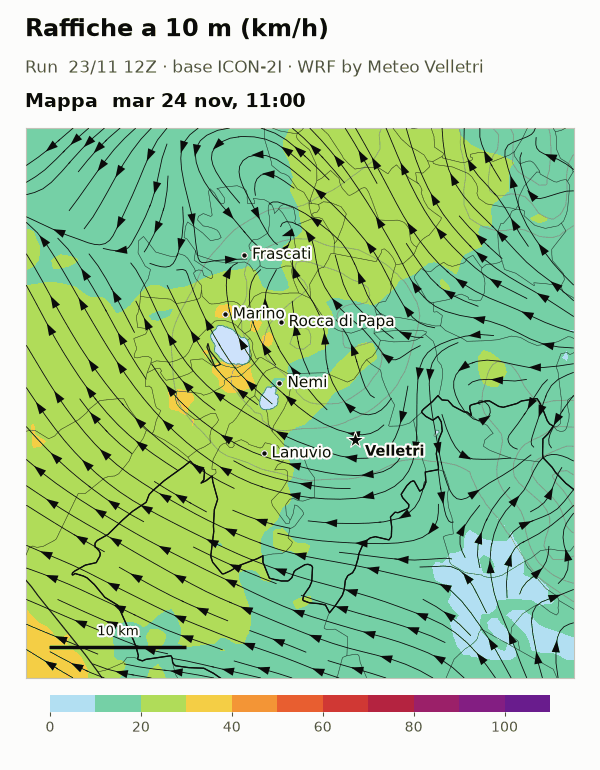 Raffiche a 10 m (km/h)
Run  23/11 12Z · base ICON-2I · WRF by Meteo Velletri
Mappa  mar 24 nov, 11:00
Frascati
Marino
Rocca di Papa
Nemi
Velletri
Lanuvio
10 km
0 20 40 60 80 100